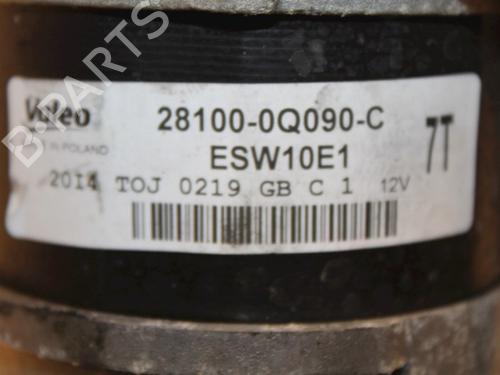 B-PARTS
Valeo
28100-0Q090-C
IN POLAND
ESW10E1
7T
2014 TOJ 0219 GB C 1 12V